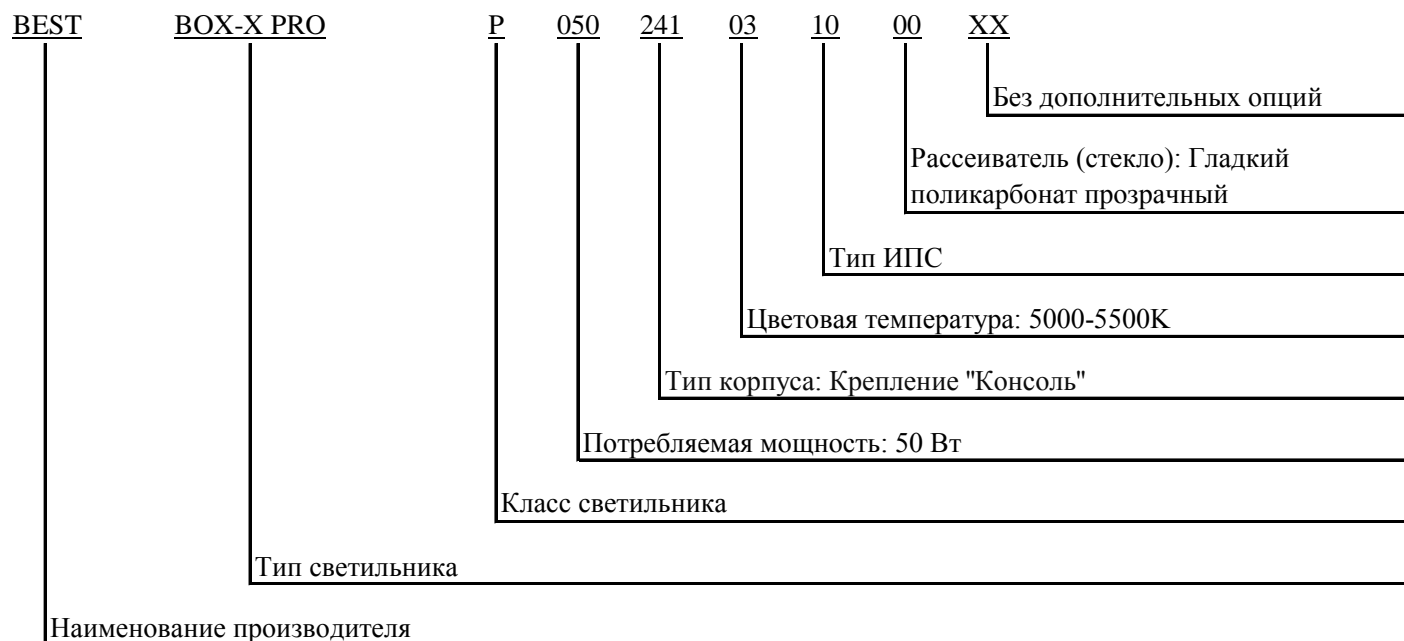 BEST BOX-X PRO P 050 241 03 10 00 XX
Без дополнительных опций
Рассеиватель (стекло): Гладкий
поликарбонат прозрачный
Тип ИПС
Цветовая температура: 5000-5500K
Тип корпуса: Крепление "Консоль"
Потребляемая мощность: 50 Вт
Класс светильника
Тип светильника
Наименование производителя